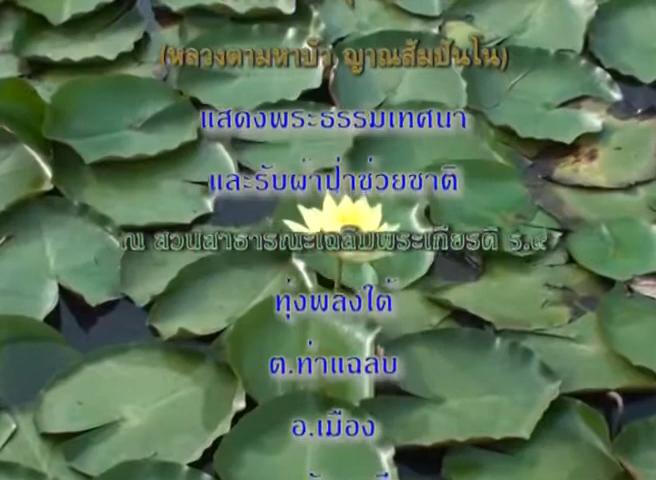 (หลวงตามหาบัว ญาณสัมปันโน)
แสดงพระธรรมเทศนา
และรับผ้าป่าช่วยชาติ
ณ สวนสาธารณะเฉลิมพระเกียรติ ร.๙
ทุ่งพลงใต้
ต.ท่าแฉลบ
อ.เมือง